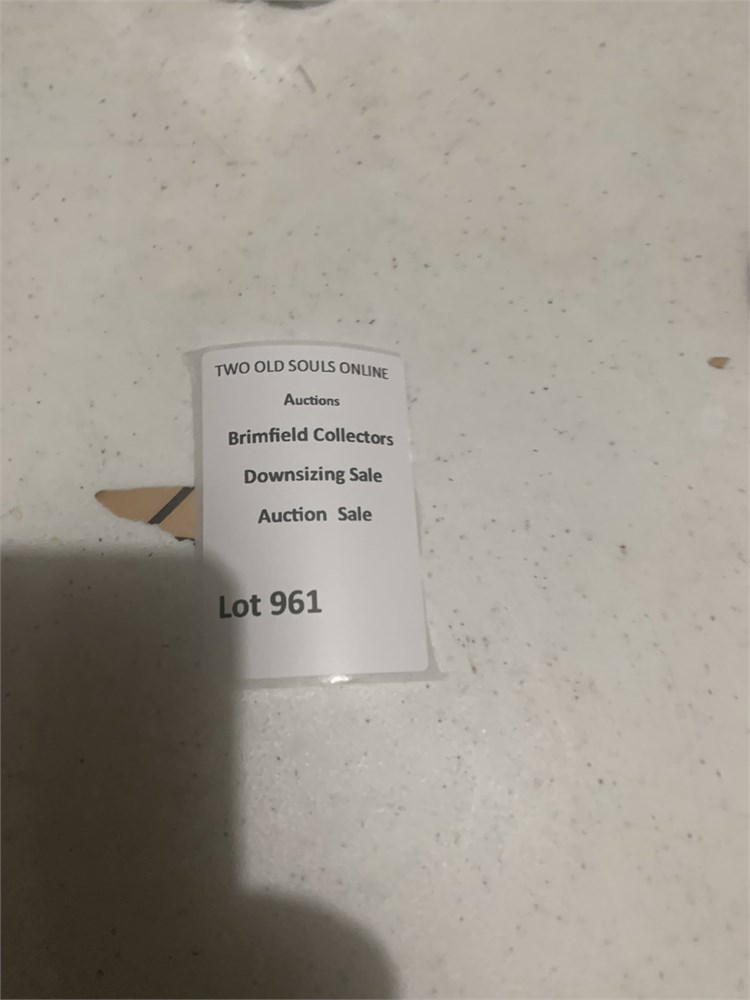 TWO OLD SOULS ONLINE
Auctions
Brimfield Collectors
Downsizing Sale
Auction Sale
Lot 961